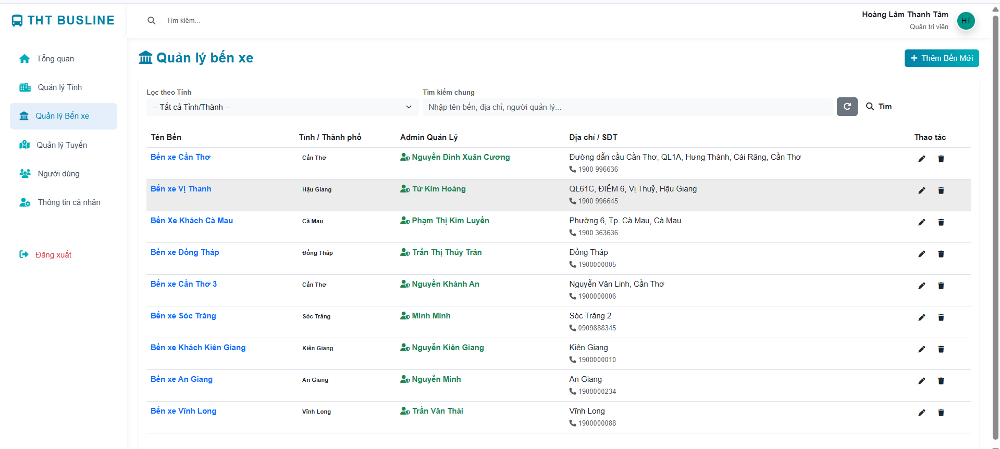 THT BUSLINE
Tìm kiếm...
Hoàng Lâm Thanh Tâm
Quản trị viên
HT
Tổng quan
Quản lý Tỉnh
Quản lý Bến xe
Quản lý Tuyến
Người dùng
Thông tin cá nhân
Đăng xuất
Quản lý bến xe
+ Thêm Bến Mới
Lọc theo Tỉnh
Tìm kiếm chung
-- Tất cả Tỉnh/Thành --
Nhập tên bến, địa chỉ, người quản lý...
Tìm
Tên Bến Tỉnh / Thành phố Admin Quản Lý Địa chỉ / SĐT Thao tác
Bến xe Cần Thơ Cần Thơ Nguyễn Đình Xuân Cương Đường dẫn cầu Cần Thơ, QL1A, Hưng Thành, Cái Răng, Cần Thơ
1900 996636
Bến xe Vị Thanh Hậu Giang Từ Kim Hoàng QL61C, ĐIỂM 6, Vị Thuỷ, Hậu Giang
1900 996645
Bến Xe Khách Cà Mau Cà Mau Phạm Thị Kim Luyến Phường 6, Tp. Cà Mau, Cà Mau
1900 363636
Bến xe Đồng Tháp Đồng Tháp Trần Thị Thúy Trân Đồng Tháp
1900000005
Bến xe Cần Thơ 3 Cần Thơ Nguyễn Khánh An Nguyễn Văn Linh, Cần Thơ
1900000006
Bến xe Sóc Trăng Sóc Trăng Minh Minh Sóc Trăng 2
0909888345
Bến xe Khách Kiên Giang Kiên Giang Nguyễn Kiên Giang Kiên Giang
1900000010
Bến xe An Giang An Giang Nguyễn Minh An Giang
1900000234
Bến xe Vĩnh Long Vĩnh Long Trần Văn Thái Vĩnh Long
1900000088